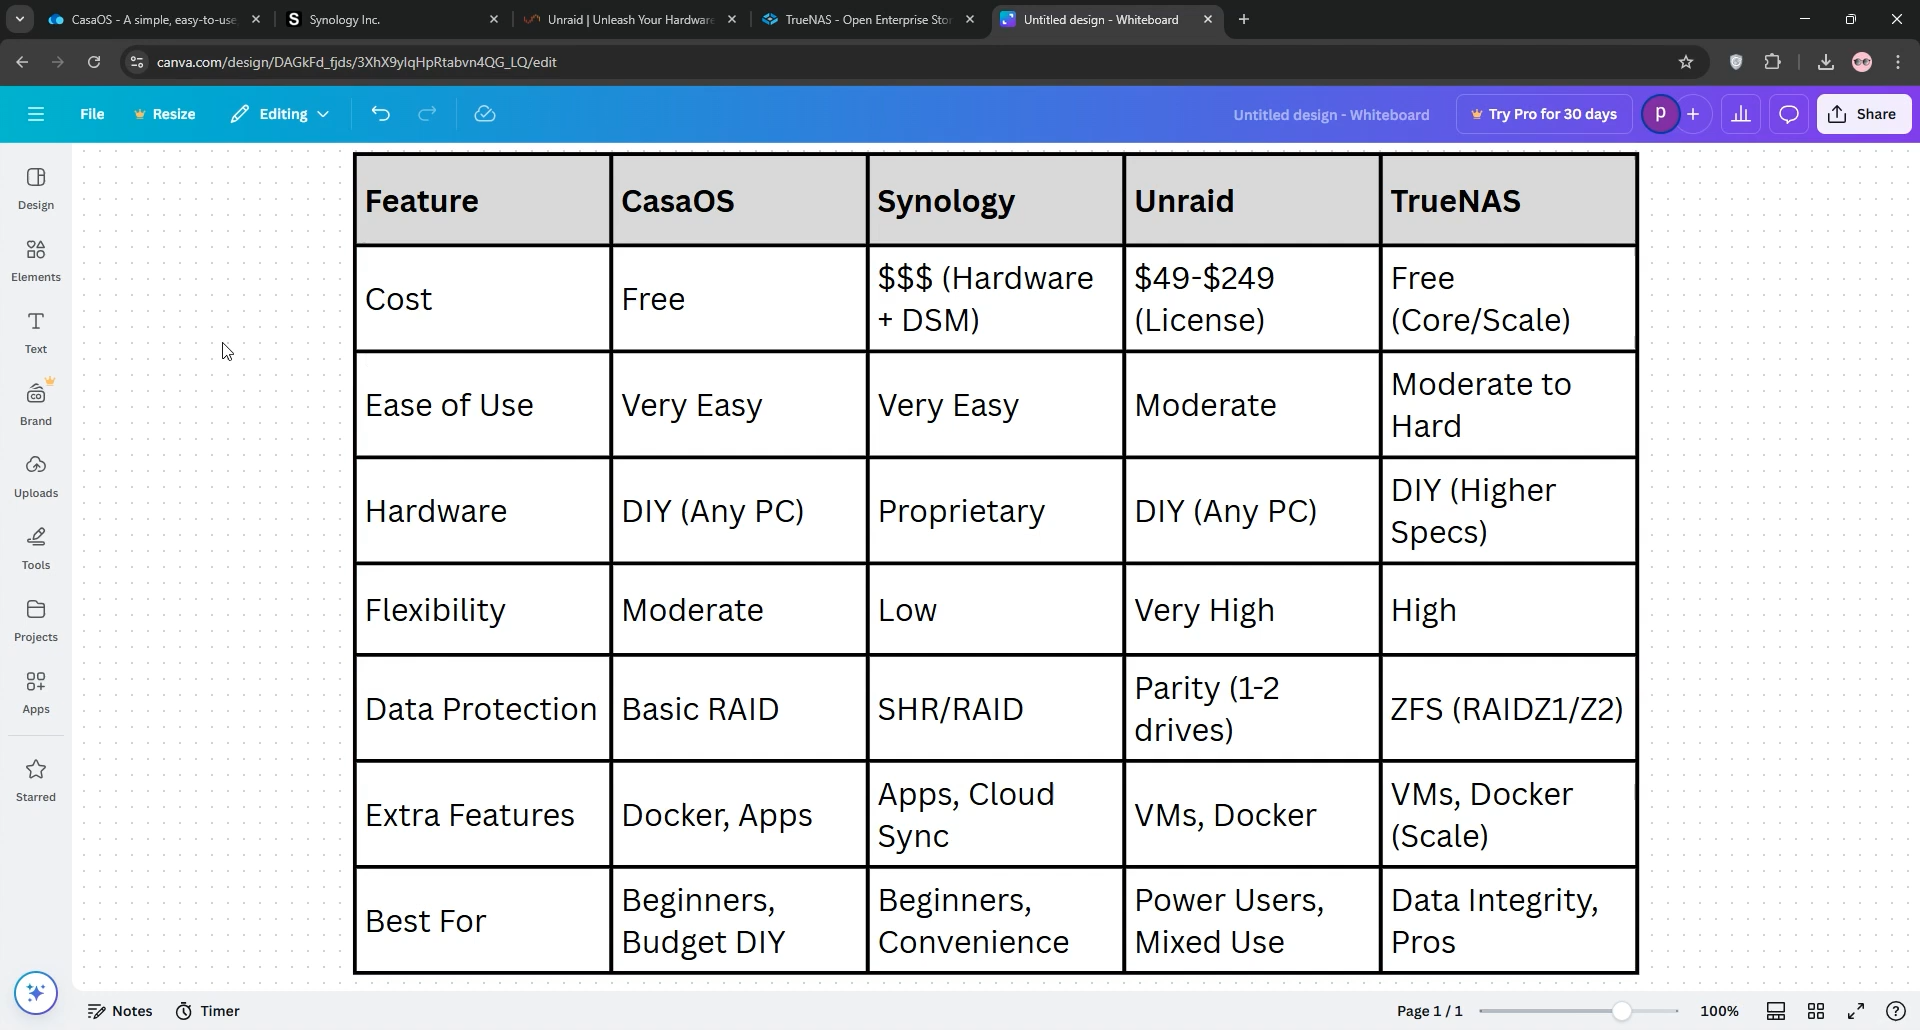 CasaOS - A simple, easy-to-use
Synology Inc.
Unraid | Unleash Your Hardware
TrueNAS - Open Enterprise Stor
Untitled design - Whiteboard
canva.com/design/DAGkFd_fjds/3XhX9ylqHpRtabvn4QG_LQ/edit
File
Resize
Editing
Untitled design - Whiteboard
Try Pro for 30 days
P
Share
Design
Elements
Text
Brand
Uploads
Tools
Projects
Apps
Starred
Feature CasaOS Synology Unraid TrueNAS
Cost Free $$$ (Hardware + DSM) $49-$249 (License) Free (Core/Scale)
Ease of Use Very Easy Very Easy Moderate Moderate to Hard
Hardware DIY (Any PC) Proprietary DIY (Any PC) DIY (Higher Specs)
Flexibility Moderate Low Very High High
Data Protection Basic RAID SHR/RAID Parity (1-2 drives) ZFS (RAIDZ1/Z2)
Extra Features Docker, Apps Apps, Cloud Sync VMs, Docker VMs, Docker (Scale)
Best For Beginners, Budget DIY Beginners, Convenience Power Users, Mixed Use Data Integrity, Pros
Notes
Timer
Page 1 / 1
100%